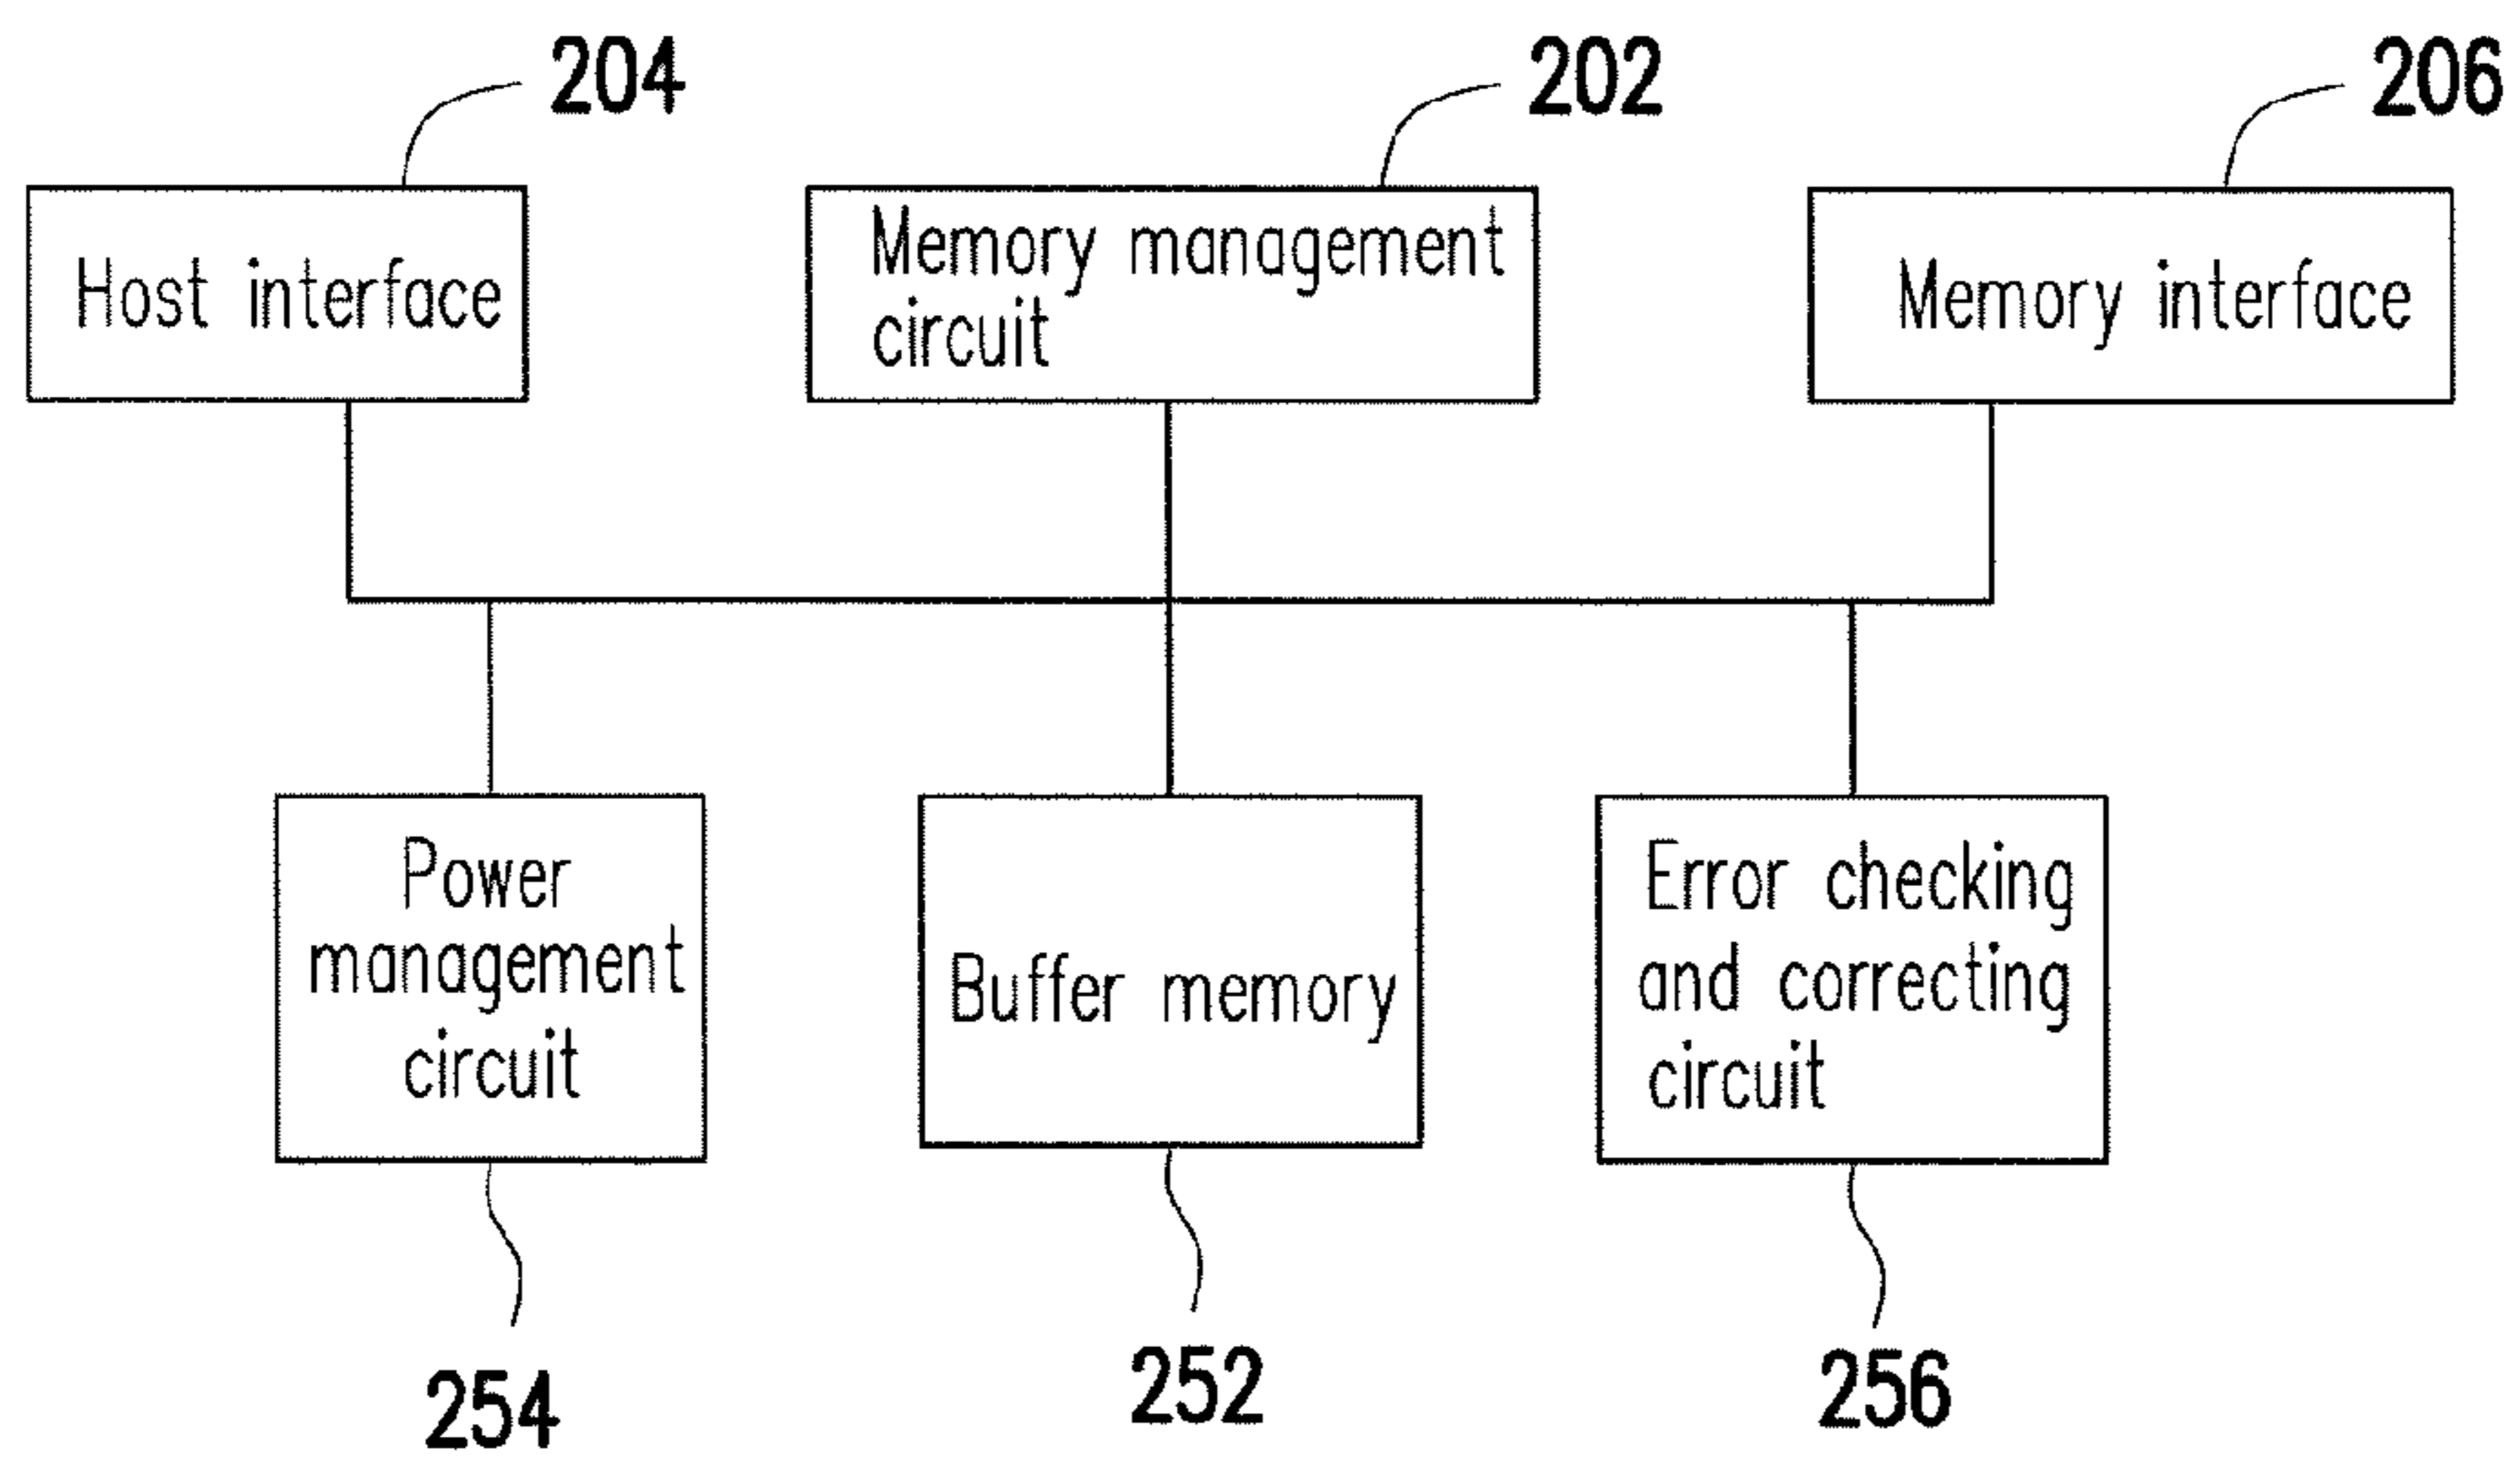 204
202
206
Host interface
Memory management
circuit
Memory interface
Power
management
circuit
Buffer memory
Error checking
and correcting
circuit
254
252
256